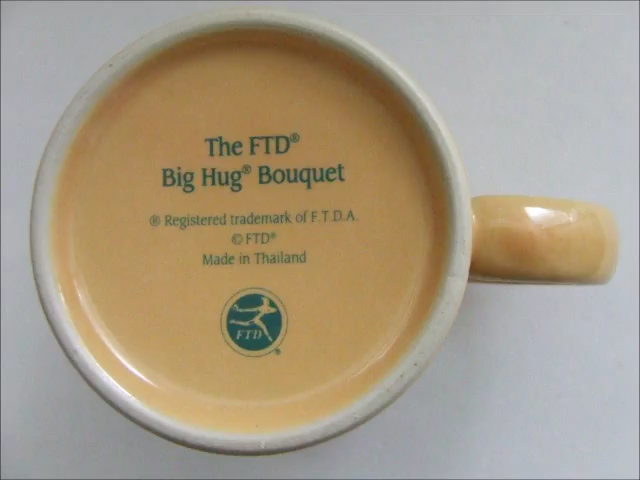 The FTD®
Big Hug® Bouquet
® Registered trademark of F.T.D.A.
© FTD®
Made in Thailand
FTD
®